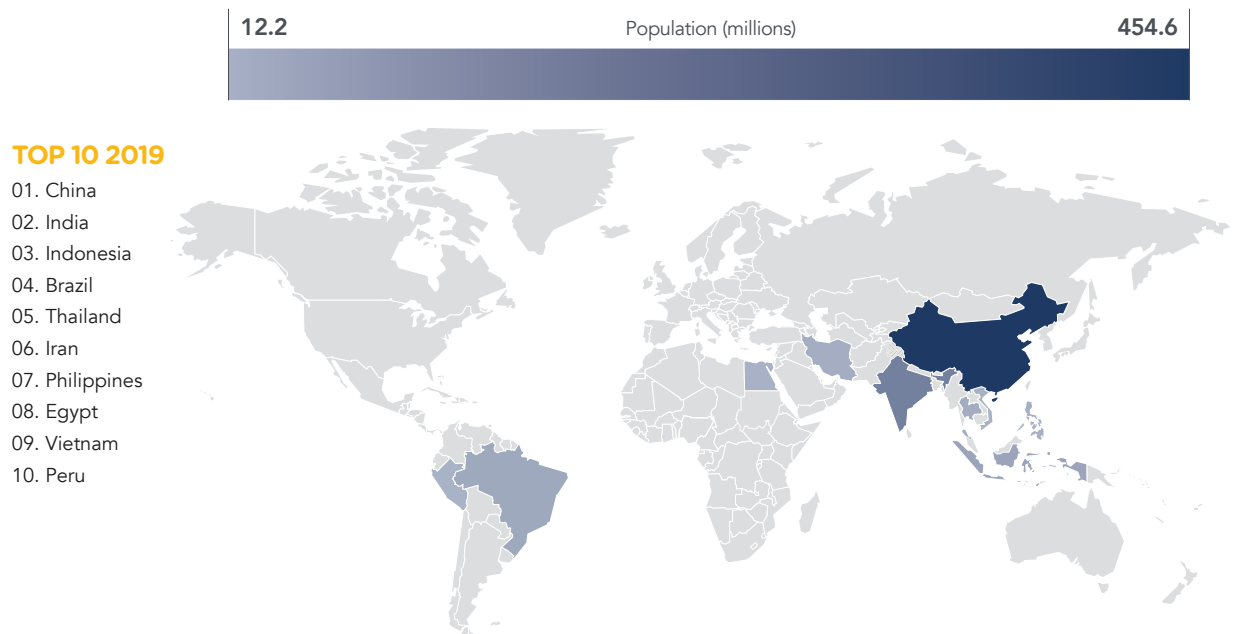 12.2 Population (millions) 454.6
TOP 10 2019
01. China
02. India
03. Indonesia
04. Brazil
05. Thailand
06. Iran
07. Philippines
08. Egypt
09. Vietnam
10. Peru